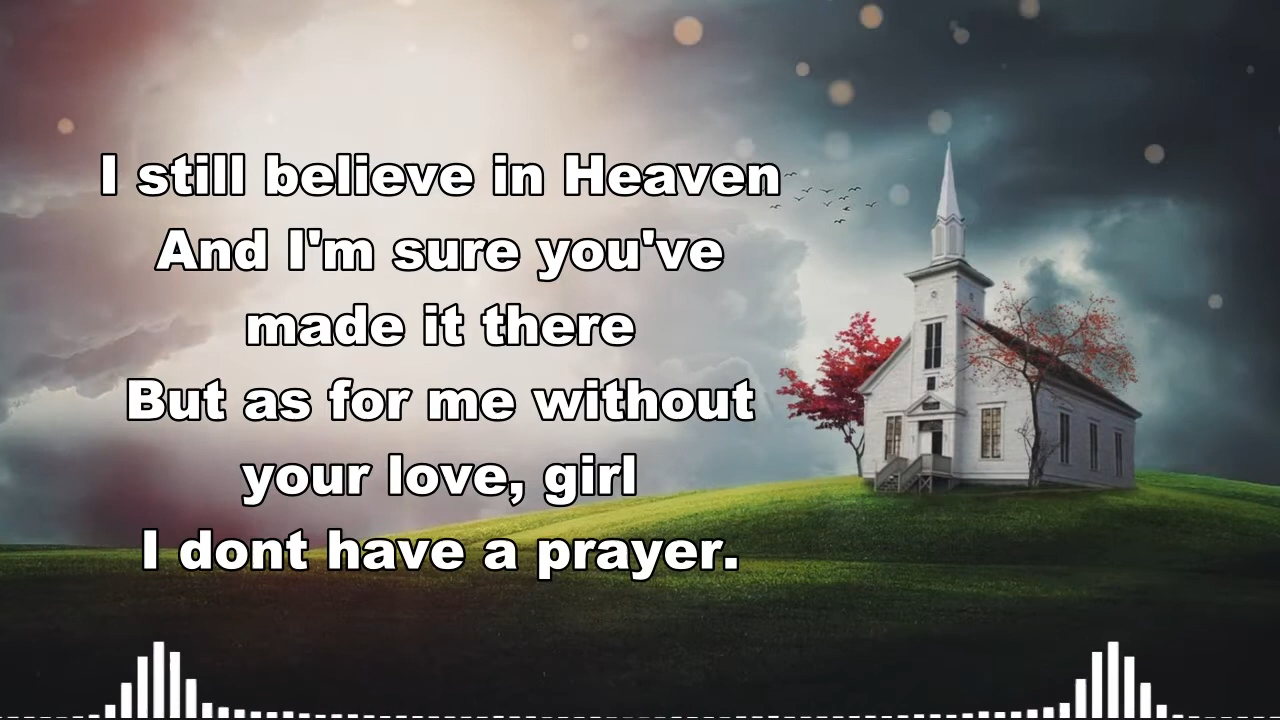 I still believe in Heaven
And I'm sure you've
made it there
But as for me without
your love, girl
I dont have a prayer.